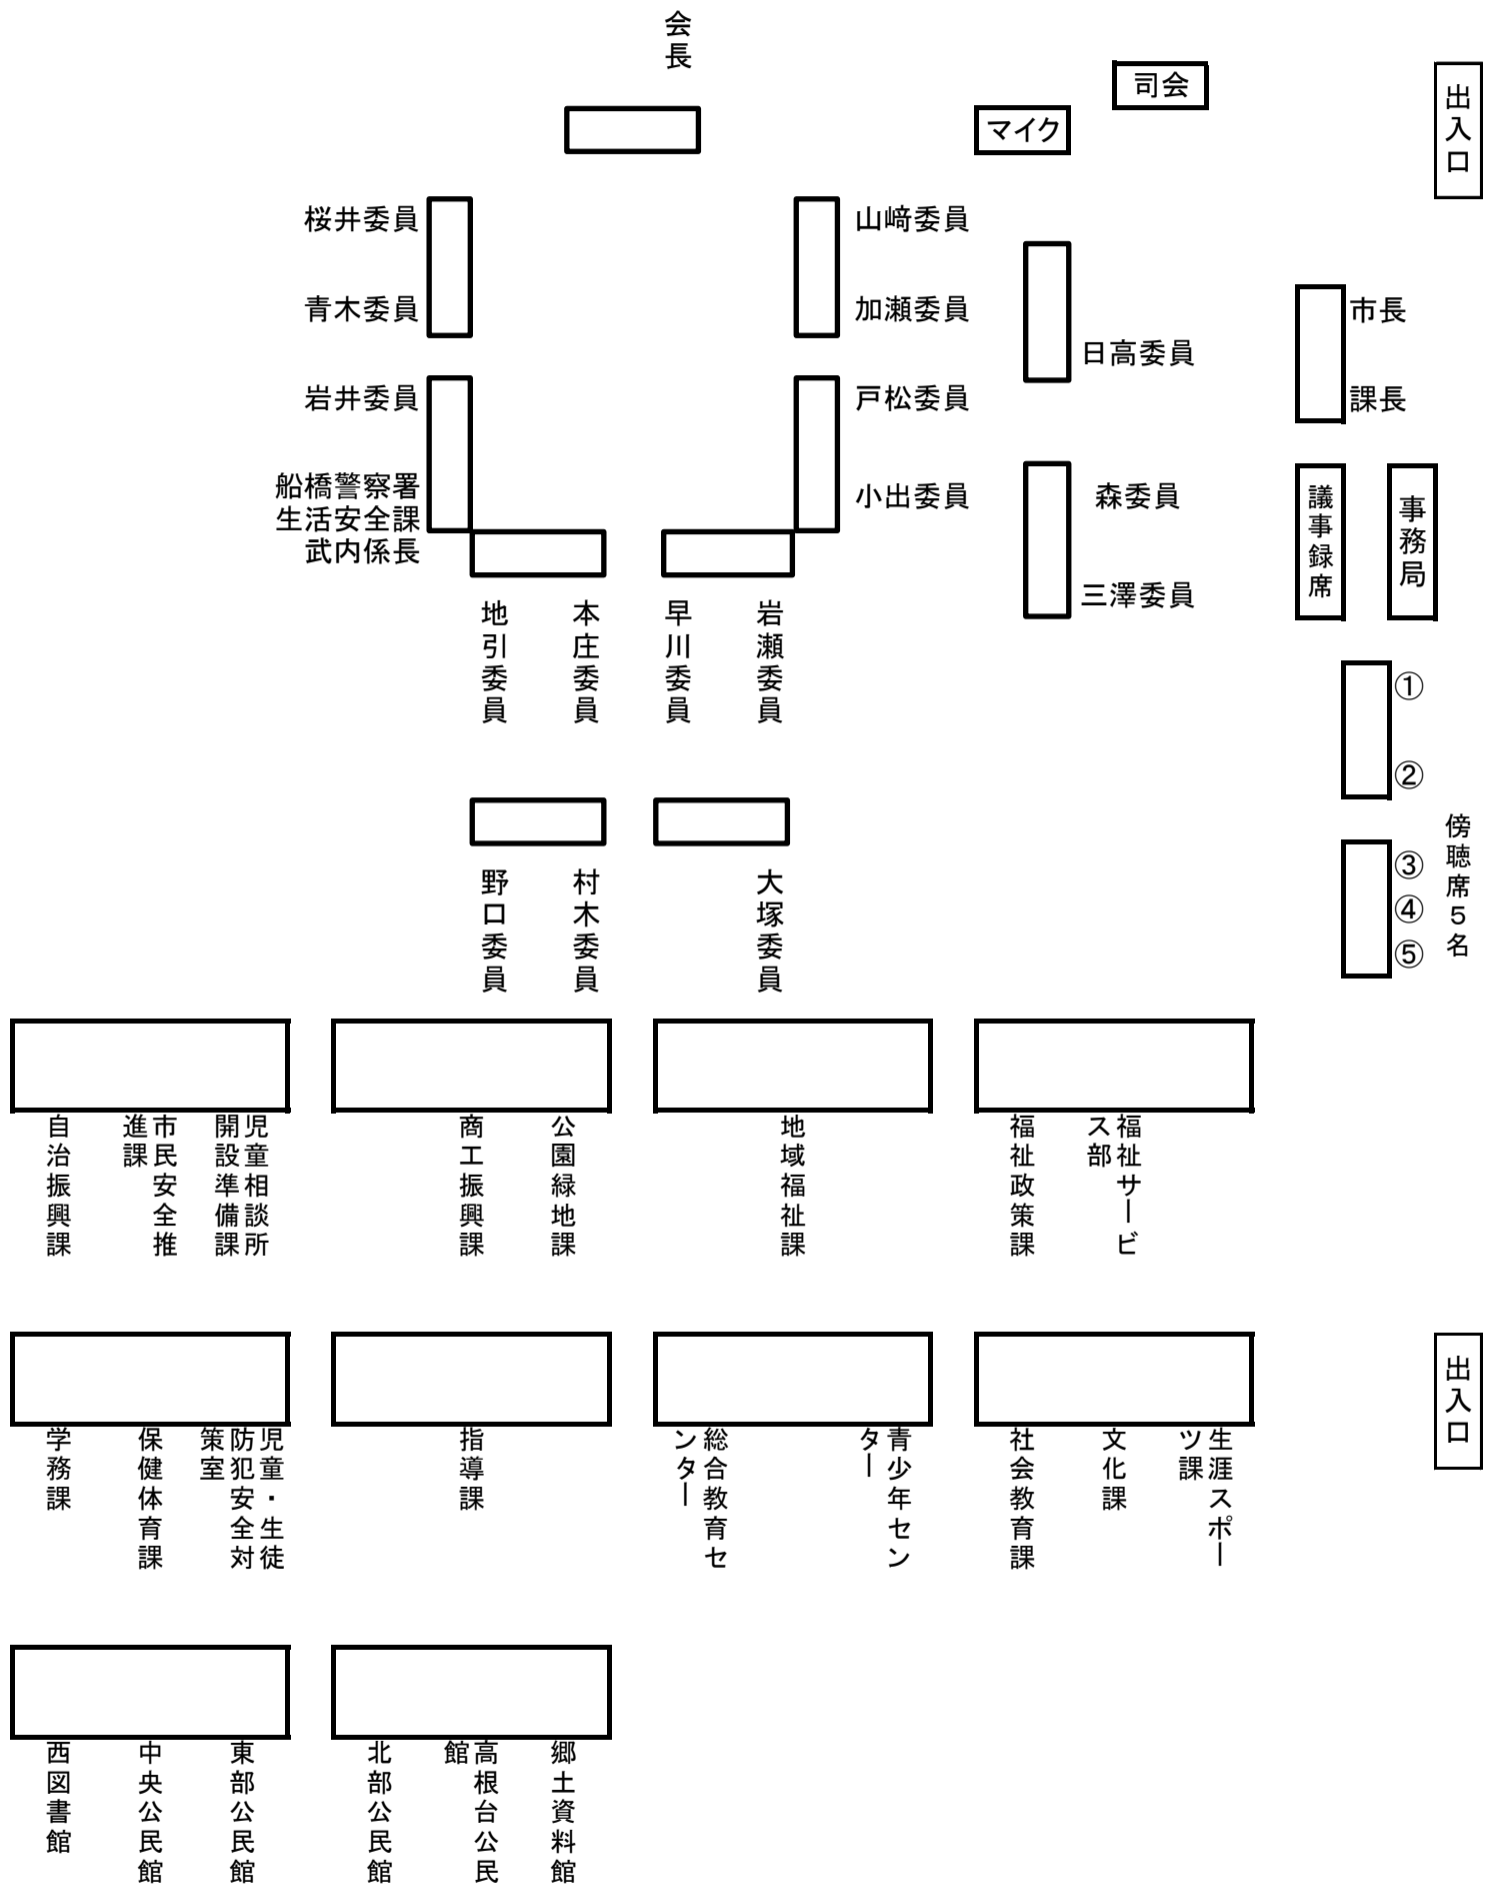 会長
司会
マイク
出入口
桜井委員
青木委員
岩井委員
船橋警察署
生活安全課
武内係長
山﨑委員
加瀬委員
戸松委員
小出委員
日高委員
森委員
三澤委員
市長
課長
議事録席
事務局
地引委員
本庄委員
早川委員
岩瀬委員
①
②
③
④
⑤
傍聴席5名
野口委員
村木委員
大塚委員
自治振興課
市民安全推
進課
児童相談所
開設準備課
商工振興課
公園緑地課
地域福祉課
福祉政策課
福祉サービ
ス部
出入口
学務課
保健体育課
児童・生徒
防犯安全対
策室
指導課
総合教育セ
ンター
青少年セン
ター
社会教育課
文化課
生涯スポー
ツ課
西図書館
中央公民館
東部公民館
北部公民館
高根台公民
館
郷土資料館